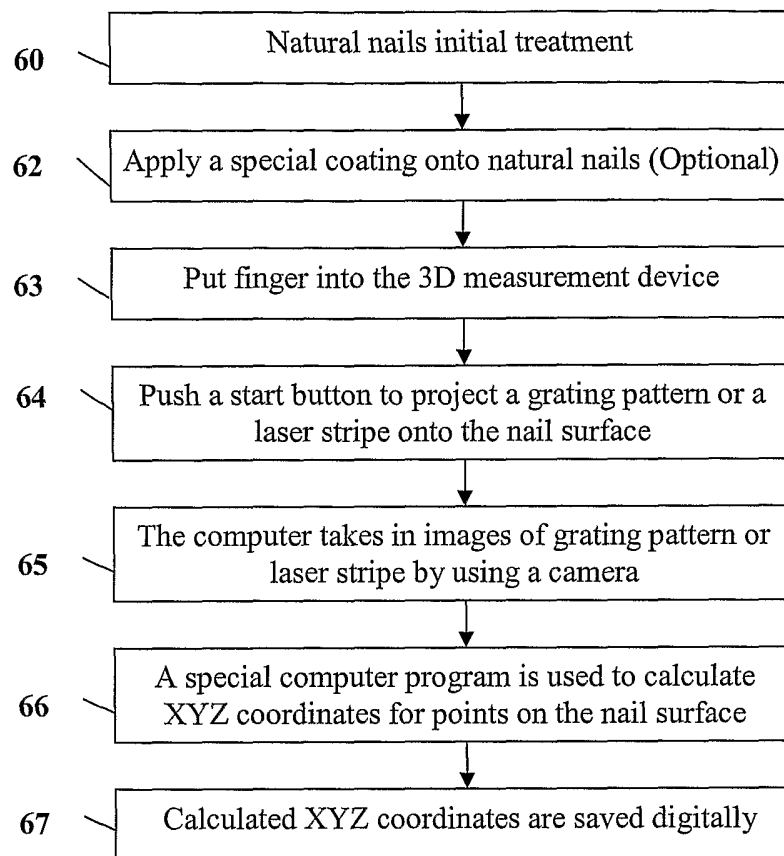 60
Natural nails initial treatment
62
Apply a special coating onto natural nails (Optional)
63
Put finger into the 3D measurement device
64
Push a start button to project a grating pattern or a
laser stripe onto the nail surface
65
The computer takes in images of grating pattern or
laser stripe by using a camera
66
A special computer program is used to calculate
XYZ coordinates for points on the nail surface
67
Calculated XYZ coordinates are saved digitally